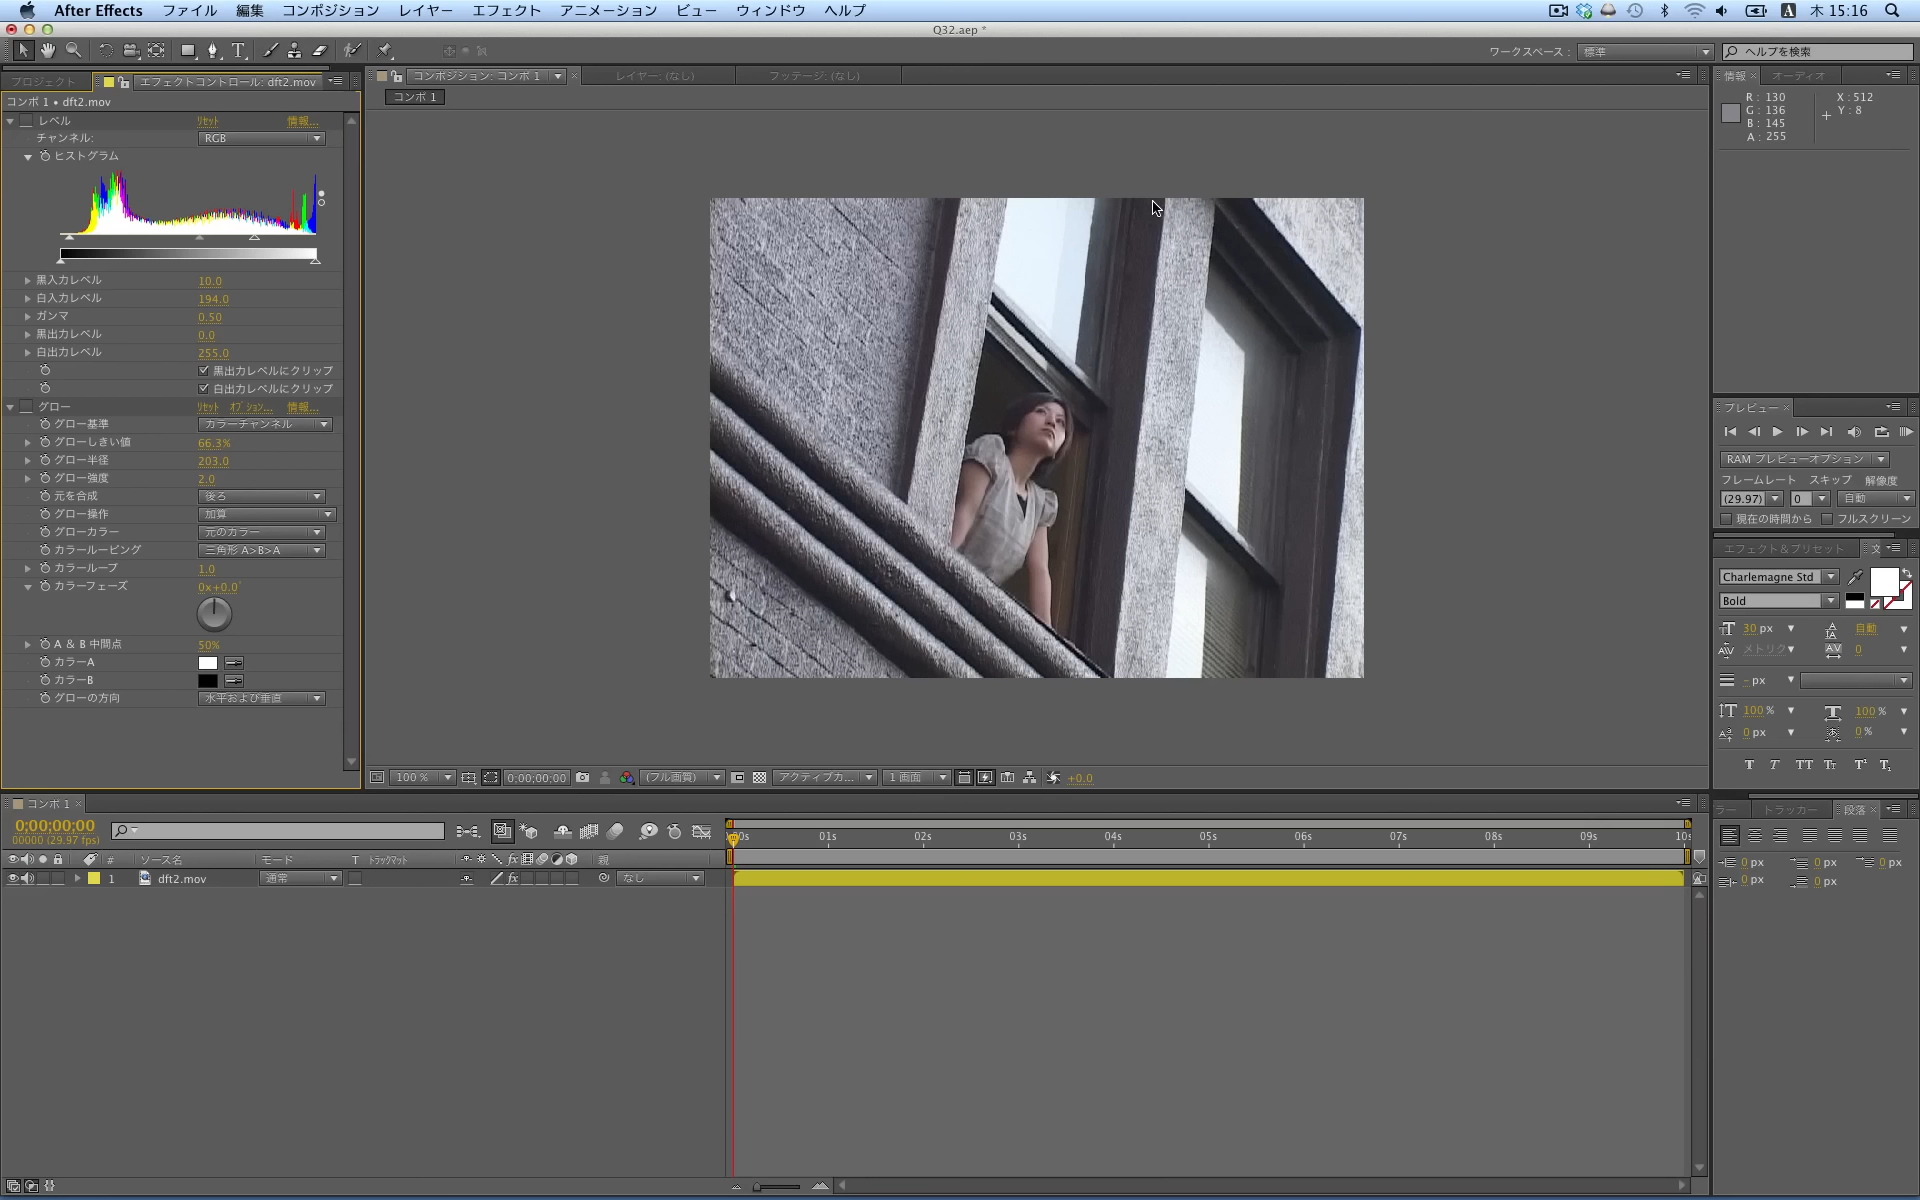 After Effects ファイル 編集 コンポジション レイヤー エフェクト アニメーション ビュー ウィンドウ ヘルプ A 木 15:16
Q32.aep *
ワークスペース : 標準 ヘルプを検索
プロジェクト エフェクトコントロール: dft2.mov コンポジション: コンポ 1 レイヤー: (なし) フッテージ: (なし) 情報 オーディオ
コンポ 1 • dft2.mov
コンポ 1
R : 130
G : 136
B : 145
A : 255
X : 512
Y : 8
レベル リセット 情報...
チャンネル: RGB
ヒストグラム
黒入力レベル 10.0
白入力レベル 194.0
ガンマ 0.50
黒出力レベル 0.0
白出力レベル 255.0
黒出力レベルにクリップ
白出力レベルにクリップ
グロー リセット オプション... 情報...
グロー基準 カラーチャンネル
グローしきい値 66.3%
グロー半径 203.0
グロー強度 2.0
元を合成 後ろ
グロー操作 加算
グローカラー 元のカラー
カラールーピング 三角形 A>B>A
カラーループ 1.0
カラーフェーズ 0x+0.0°
A & B 中間点 50%
カラーA
カラーB
グローの方向 水平および垂直
100 % 0;00;00;00 (フル画質) アクティブカ... 1 画面 +0.0
プレビュー
RAM プレビューオプション
フレームレート スキップ 解像度
(29.97) 0 自動
現在の時間から フルスクリーン
エフェクト＆プリセット 文
Charlemagne Std
Bold
30 px 自動
メトリク 0
- px
100 % 100 %
0 px 0 %
T T TT Tt T¹ T₁
コンポ 1
0;00;00;00
00000 (29.97 fps)
00s 01s 02s 03s 04s 05s 06s 07s 08s 09s 10s
# ソース名 モード T トラックマット fx 親
1 dft2.mov 通常 fx なし
ラー トラッカー 段落
0 px 0 px 0 px
0 px 0 px